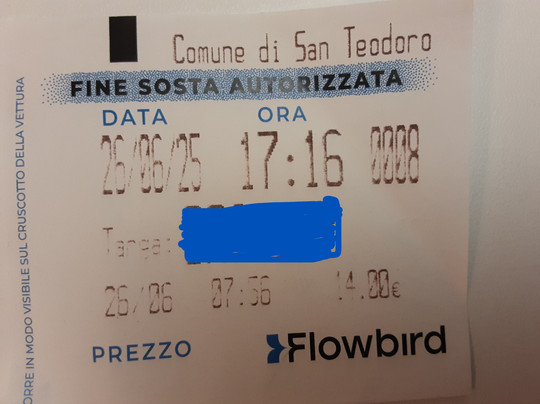 Comune di San Teodoro
FINE SOSTA AUTORIZZATA
DATA ORA
26/06/25 17:16 0008
Targa:
26/06 07:56 14.00€
PREZZO Flowbird
ORRE IN MODO VISIBILE SUL CRUSCOTTO DELLA VETTURA